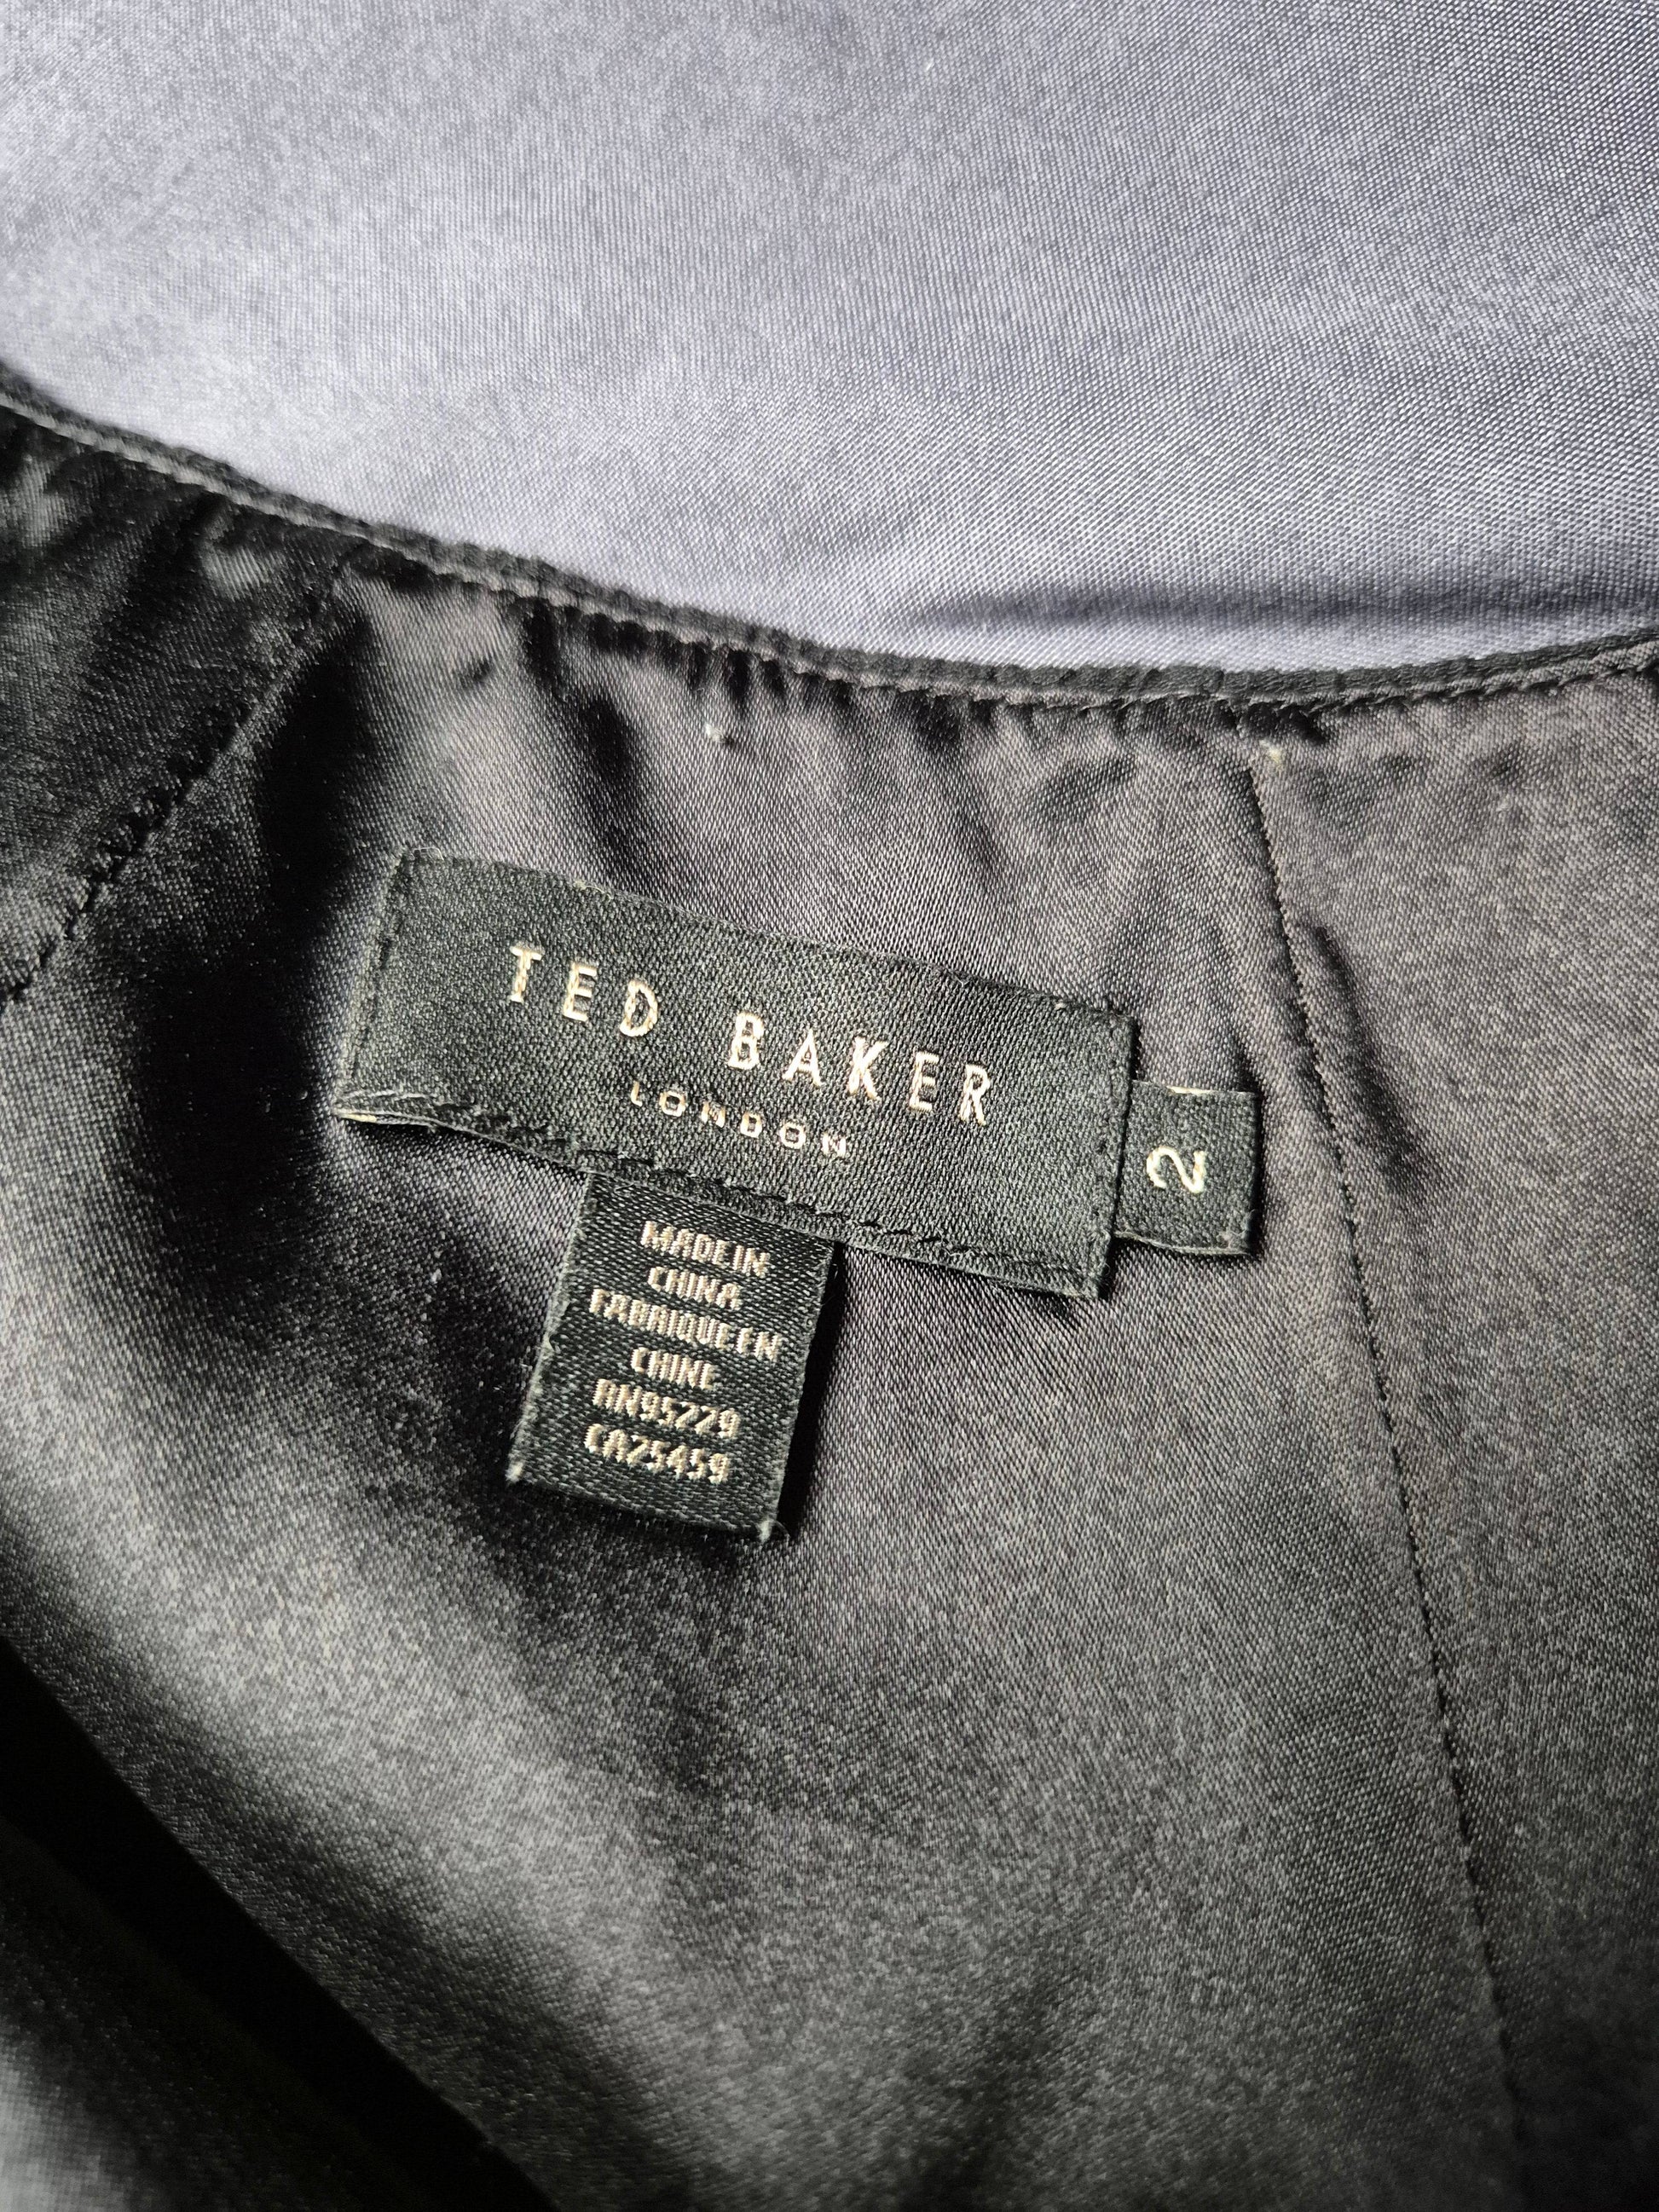 TED BAKER
LONDON
2
MADE IN
CHINA
FABRIQUE EN
CHINE
RN95229
CA25459